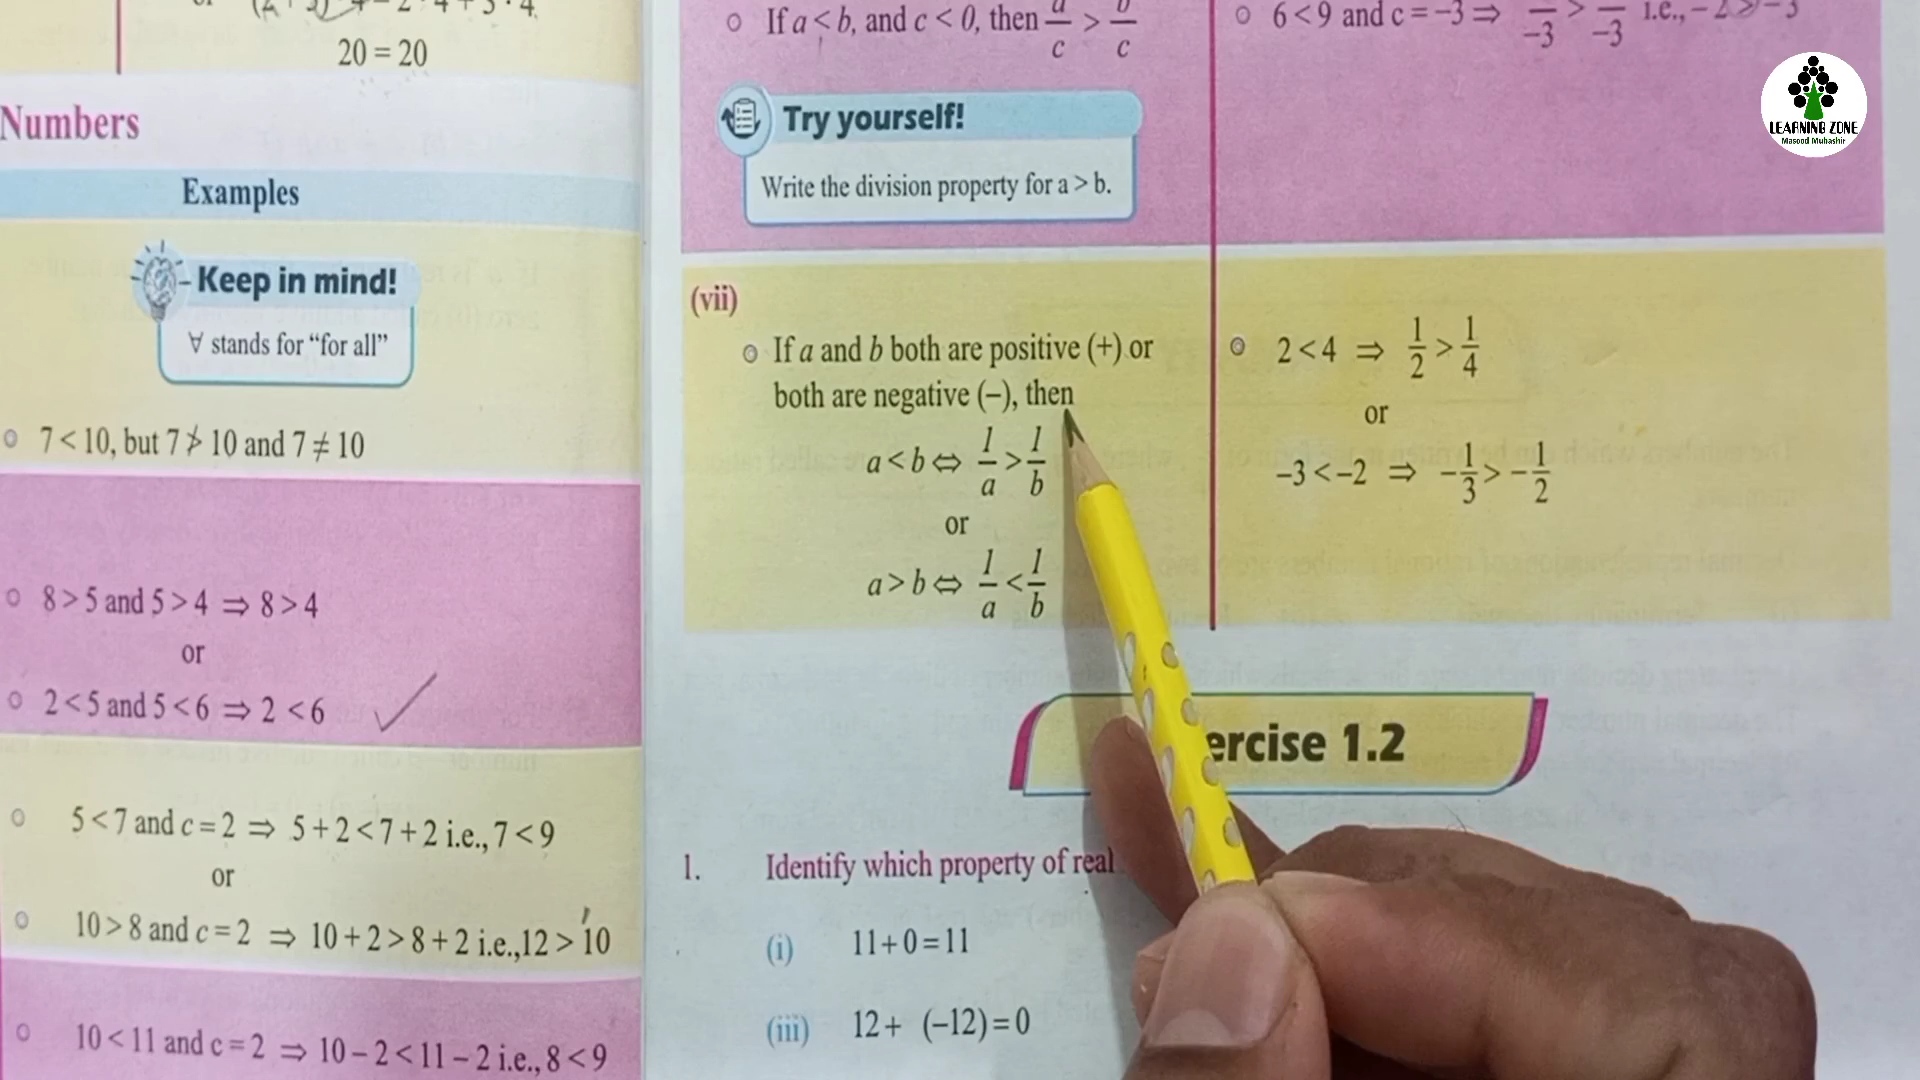 20 = 20
Numbers
Examples
Keep in mind!
∀ stands for “for all”
7 < 10, but 7 ≯ 10 and 7 ≠ 10
8 > 5 and 5 > 4 ⇒ 8 > 4
or
2 < 5 and 5 < 6 ⇒ 2 < 6
5 < 7 and c = 2 ⇒ 5 + 2 < 7 + 2 i.e., 7 < 9
or
10 > 8 and c = 2 ⇒ 10 + 2 > 8 + 2 i.e., 12 > 10
10 < 11 and c = 2 ⇒ 10 – 2 < 11 – 2 i.e., 8 < 9
If a < b, and c < 0, then a/c > b/c
6 < 9 and c = –3 ⇒ /–3 > /–3 i.e., – 2 > – 3
Try yourself!
Write the division property for a > b.
(vii)
If a and b both are positive (+) or
both are negative (–), then
a < b ⇔ 1/a > 1/b
or
a > b ⇔ 1/a < 1/b
2 < 4 ⇒ 1/2 > 1/4
or
–3 < –2 ⇒ –1/3 > –1/2
ercise 1.2
1. Identify which property of real
(i) 11 + 0 = 11
(iii) 12 + (–12) = 0
LEARNING ZONE
Masood Mubashir